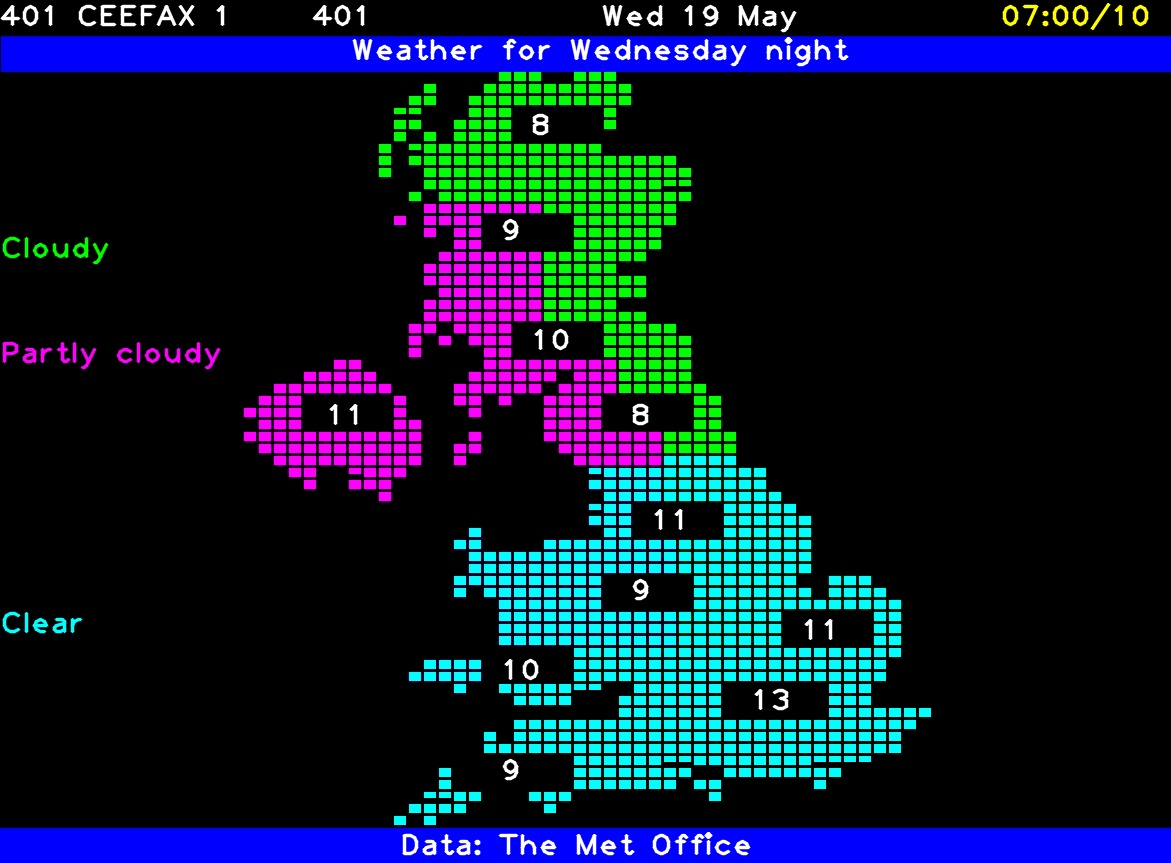 401 CEEFAX 1 401 Wed 19 May 07:00/10
Weather for Wednesday night
8
9
Cloudy
10
Partly cloudy
11 8
11
9
Clear
11
10
13
9
Data: The Met Office